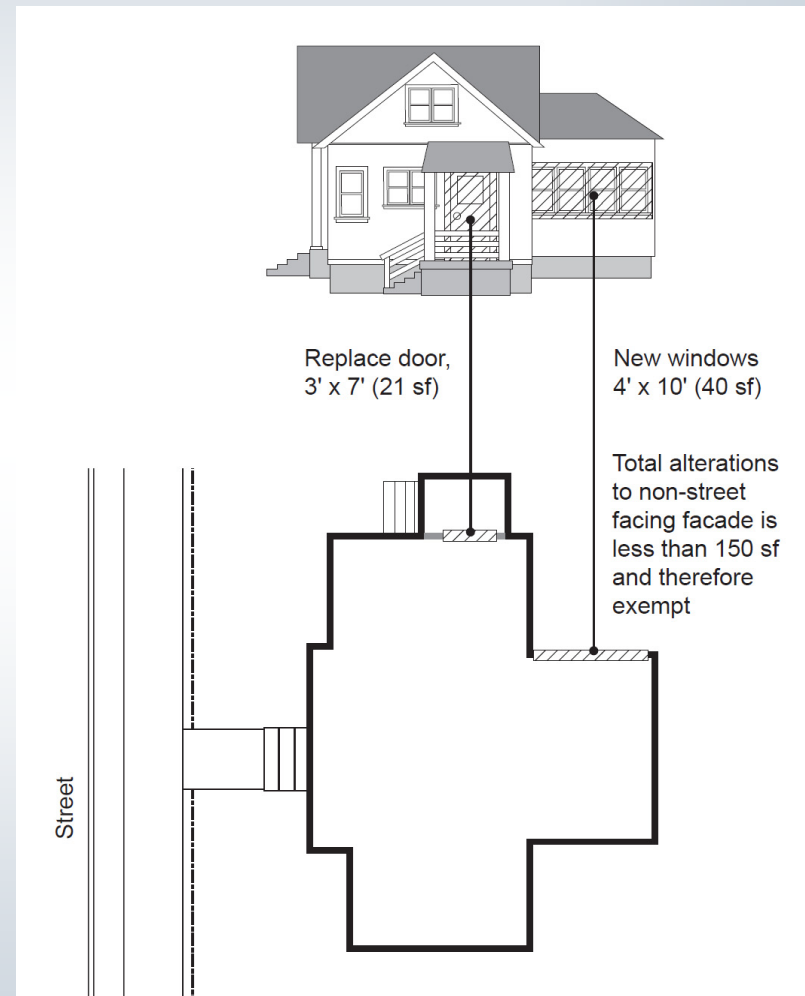 Replace door,
3' x 7' (21 sf)
New windows
4' x 10' (40 sf)
Total alterations
to non-street
facing facade is
less than 150 sf
and therefore
exempt
Street